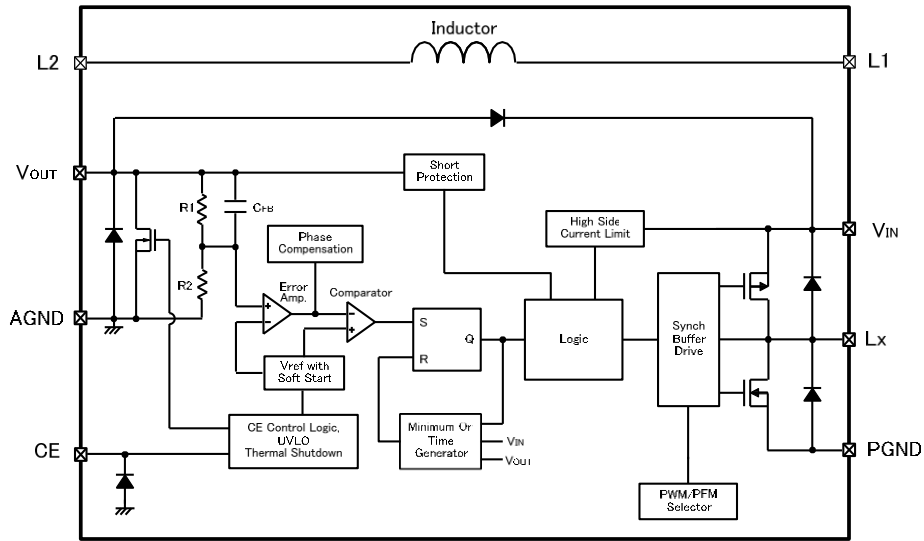 Inductor
L2
L1
VOUT
Short
Protection
R1
CFB
Phase
Compensation
High Side
Current Limit
VIN
R2
Error
Amp.
Comparator
AGND
S
Q
R
Logic
Synch
Buffer
Drive
Lx
Vref with
Soft Start
CE Control Logic,
UVLO
Thermal Shutdown
Minimum On
Time
Generator
VIN
VOUT
CE
PGND
PWM/PFM
Selector